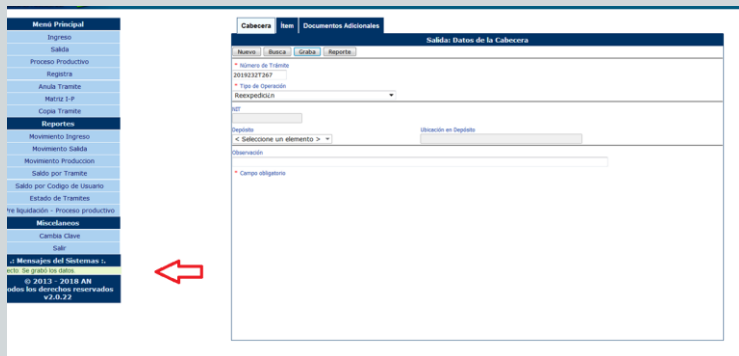 Menú Principal
Ingreso
Salida
Proceso Productivo
Registra
Anula Tramite
Matriz I-P
Copia Tramite
Reportes
Movimiento Ingreso
Movimiento Salida
Movimiento Produccion
Saldo por Tramite
Saldo por Codigo de Usuario
Estado de Tramites
Pre liquidación - Proceso productivo
Miscelaneos
Cambia Clave
Salir
.: Mensajes del Sistemas :.
ecto. Se grabó los datos.
© 2013 - 2018 AN
odos los derechos reservados
v2.0.22
Cabecera Ítem Documentos Adicionales
Salida: Datos de la Cabecera
Nuevo Busca Graba Reporte
* Número de Trámite
2019232T267
* Tipo de Operación
Reexpedición
NIT
Depósito Ubicación en Depósito
< Seleccione un elemento >
Observación
* Campo obligatorio